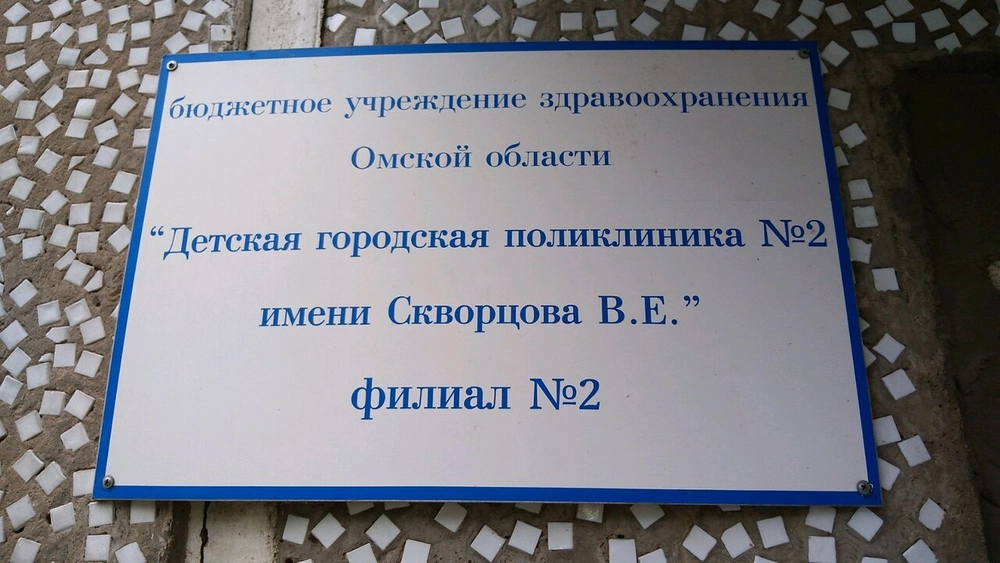 бюджетное учреждение здравоохранения
Омской области
“Детская городская поликлиника №2
имени Скворцова В.Е.”
филиал №2